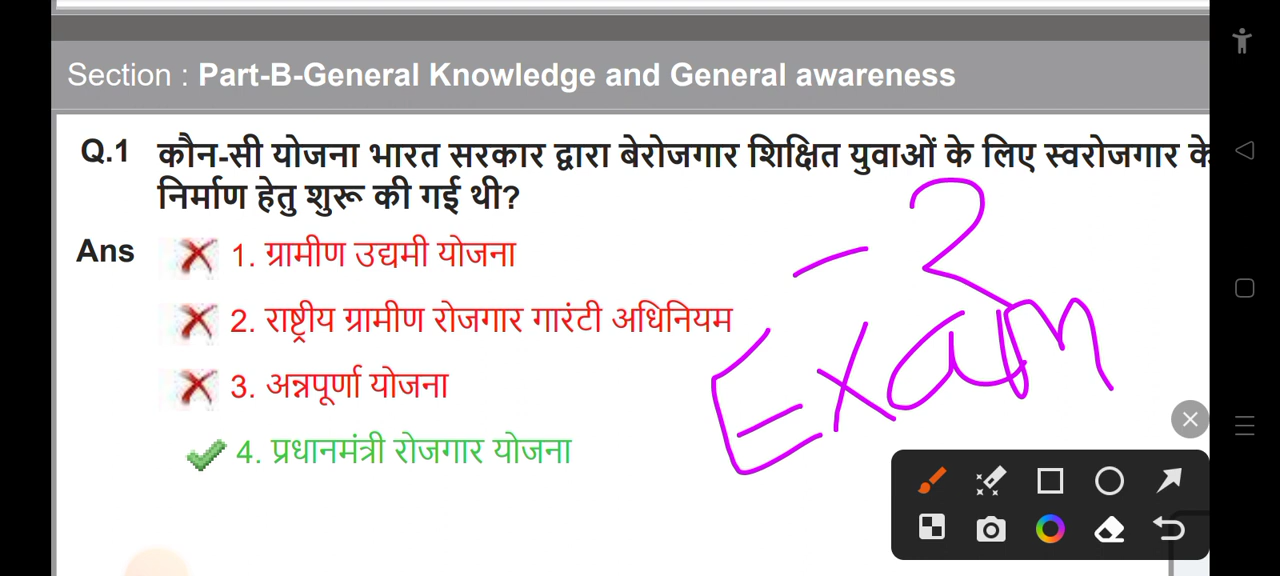 Section : Part-B-General Knowledge and General awareness
Q.1 कौन-सी योजना भारत सरकार द्वारा बेरोजगार शिक्षित युवाओं के लिए स्वरोजगार के
निर्माण हेतु शुरू की गई थी?
Ans 1. ग्रामीण उद्यमी योजना
2. राष्ट्रीय ग्रामीण रोजगार गारंटी अधिनियम
3. अन्नपूर्णा योजना
4. प्रधानमंत्री रोजगार योजना
– 2
Exam